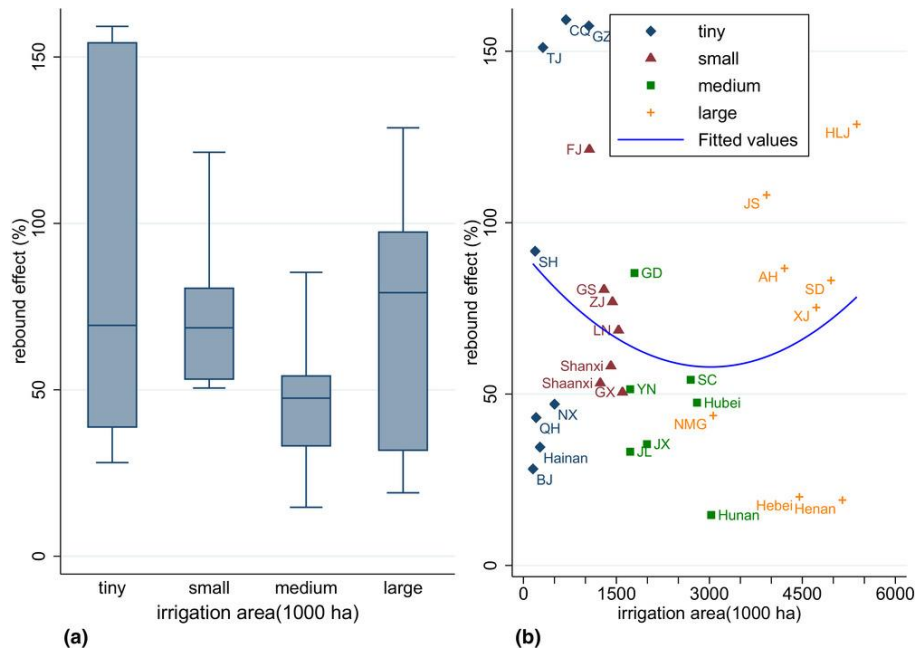 150
100
50
0
rebound effect (%)
tiny
small
medium
large
irrigation area(1000 ha)
(a)
150
100
50
0
rebound effect (%)
tiny
small
medium
large
Fitted values
CQ
GZ
TJ
FJ
HLJ
JS
SH
GD
AH
SD
GS
ZJ
XJ
LN
Shanxi
Shaanxi
GX
YN
SC
Hubei
NX
QH
NMG
Hainan
JX
JL
BJ
Hunan
Hebei
Henan
0
1500
3000
4500
6000
irrigation area(1000 ha)
(b)